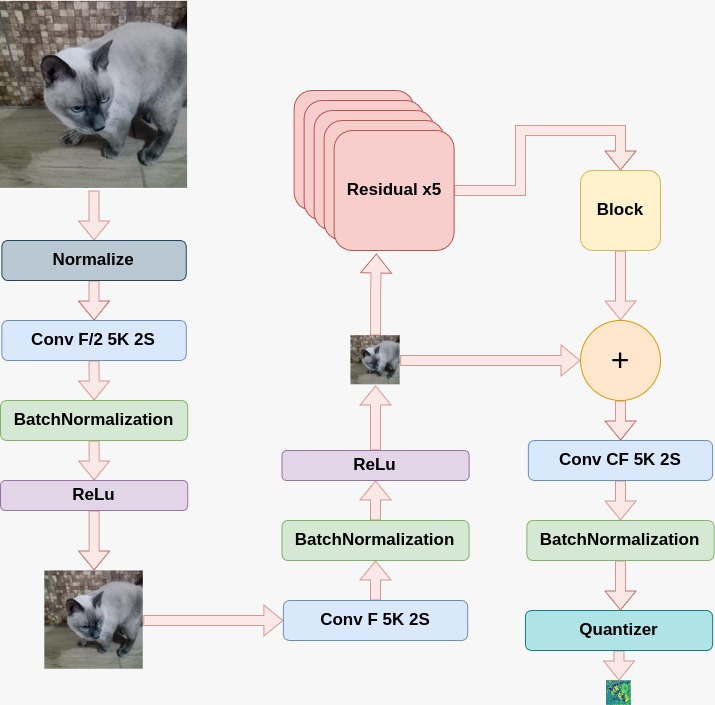 Normalize
Conv F/2 5K 2S
BatchNormalization
ReLu
Conv F 5K 2S
BatchNormalization
ReLu
Residual x5
Block
+
Conv CF 5K 2S
BatchNormalization
Quantizer